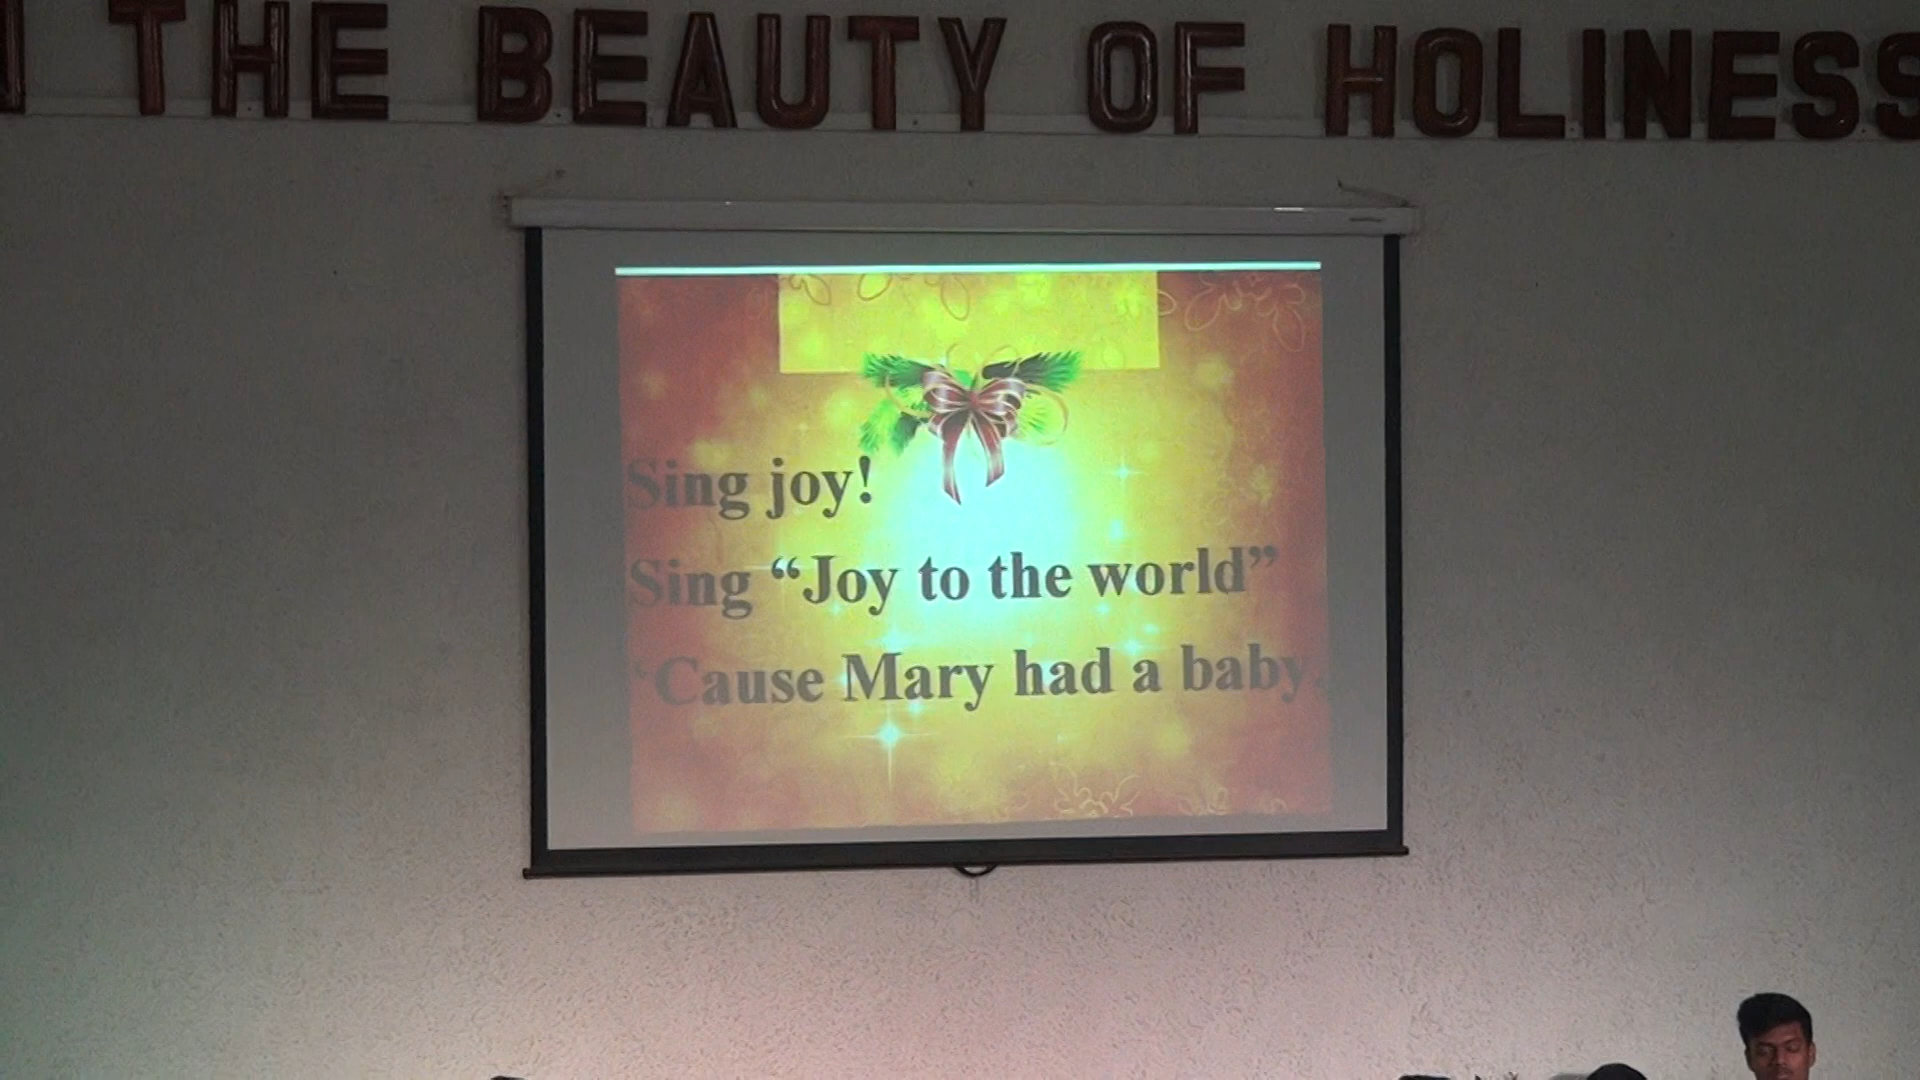 THE BEAUTY OF HOLINESS
Sing joy!
Sing “Joy to the world”
‘Cause Mary had a baby,